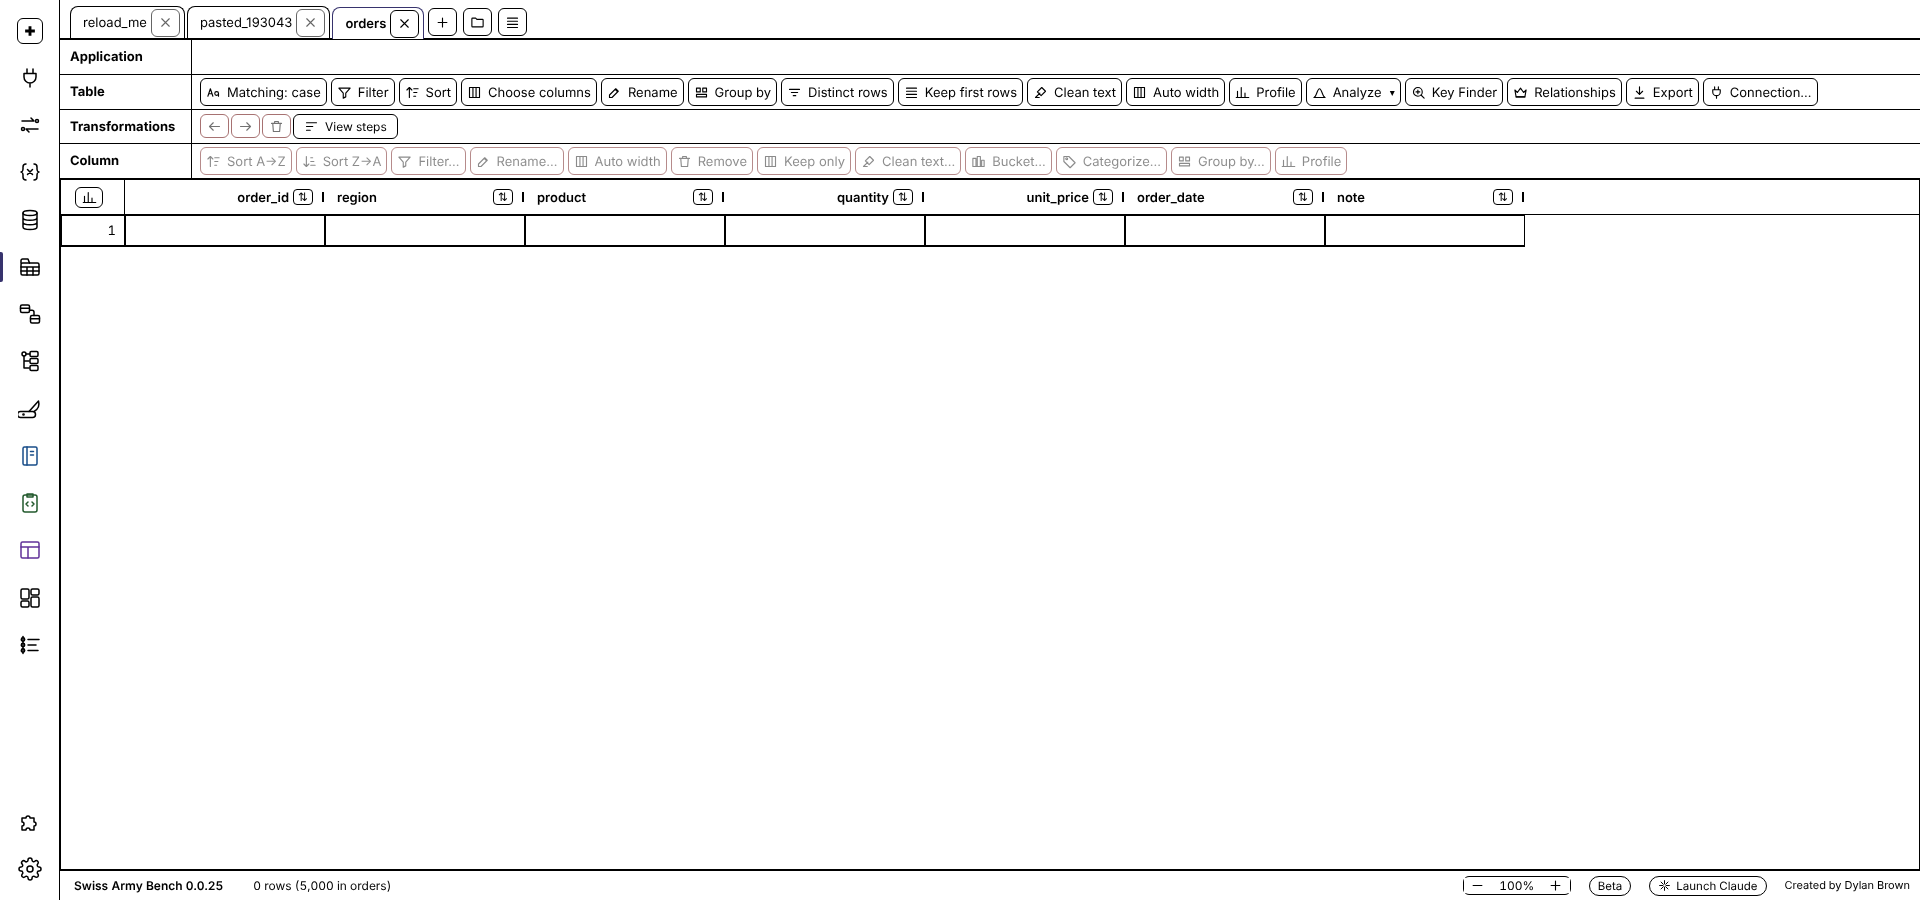 reload_me pasted_193043 orders
Application
Table Aa Matching: case Filter Sort Choose columns Rename Group by Distinct rows Keep first rows Clean text Auto width Profile Analyze Key Finder Relationships Export Connection...
Transformations View steps
Column Sort A→Z Sort Z→A Filter... Rename... Auto width Remove Keep only Clean text... Bucket... Categorize... Group by... Profile
order_id region product quantity unit_price order_date note
1
Swiss Army Bench 0.0.25 0 rows (5,000 in orders) 100% Beta Launch Claude Created by Dylan Brown